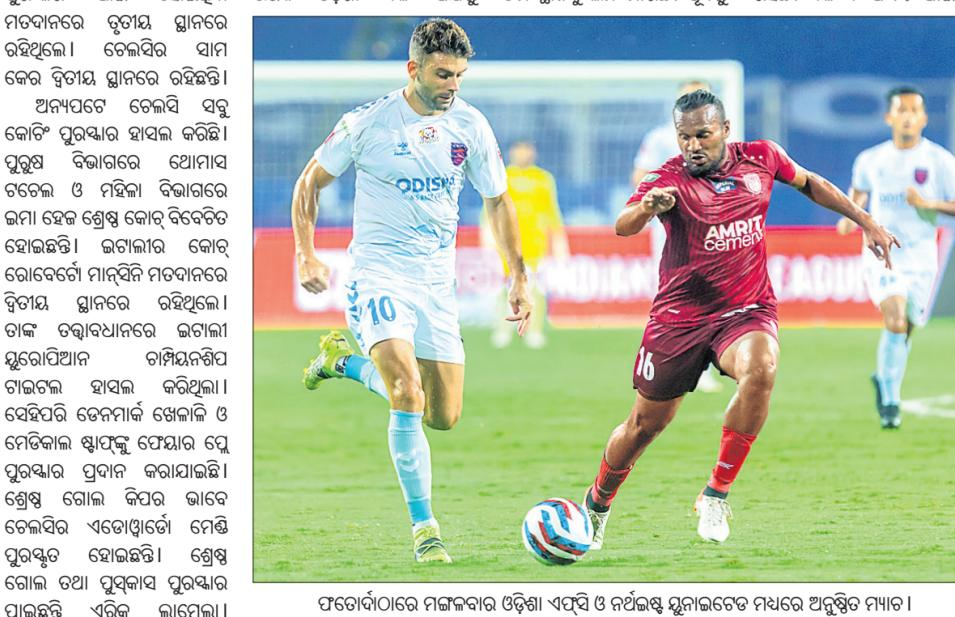 ମତଦାନରେ ତୃତୀୟ ସ୍ଥାନରେ
ରହିଥିଲେ। ଚେଲସିର ସାମ
କେର ଦ୍ୱିତୀୟ ସ୍ଥାନରେ ରହିଛନ୍ତି।
ଅନ୍ୟପଟେ ଚେଲସି ସବୁ
କୋଚିଂ ପୁରସ୍କାର ହାସଲ କରିଛି।
ପୁରୁଷ ବିଭାଗରେ ଥୋମାସ
ଟଚେଲ ଓ ମହିଳା ବିଭାଗରେ
ଇମା ହେଜ ଶ୍ରେଷ୍ଠ କୋଚ୍ ବିବେଚିତ
ହୋଇଛନ୍ତି। ଇଟାଲୀର କୋଚ୍
ରୋବେର୍ଟୋ ମାନ୍‌ସିନି ମତଦାନରେ
ଦ୍ୱିତୀୟ ସ୍ଥାନରେ ରହିଥିଲେ।
ତାଙ୍କ ତତ୍ତ୍ୱାବଧାନରେ ଇଟାଲୀ
ୟୁରୋପିଆନ ଚାମ୍ପିୟନଶିପ
ଟାଇଟଲ ହାସଲ କରିଥିଲା।
ସେହିପରି ଡେନମାର୍କ ଖେଳାଳି ଓ
ମେଡିକାଲ ଷ୍ଟାଫ୍‌ଙ୍କୁ ଫେୟାର ପ୍ଲେ
ପୁରସ୍କାର ପ୍ରଦାନ କରାଯାଇଛି।
ଶ୍ରେଷ୍ଠ ଗୋଲ କିପର ଭାବେ
ଚେଲସିର ଏଡୋୱାର୍ଡୋ ମେଣ୍ଡି
ପୁରସ୍କୃତ ହୋଇଛନ୍ତି। ଶ୍ରେଷ୍ଠ
ଗୋଲ ତଥା ପୁସ୍‌କାସ ପୁରସ୍କାର
ପାଇଛନ୍ତି ଏରିକ ଲାମେଲା।
ODISHA
10
AMRIT
cement
16
ଫତୋର୍ଦାଠାରେ ମଙ୍ଗଳବାର ଓଡ଼ିଶା ଏଫ୍‌ସି ଓ ନର୍ଥଇଷ୍ଟ ୟୁନାଇଟେଡ ମଧ୍ୟରେ ଅନୁଷ୍ଠିତ ମ୍ୟାଚ।